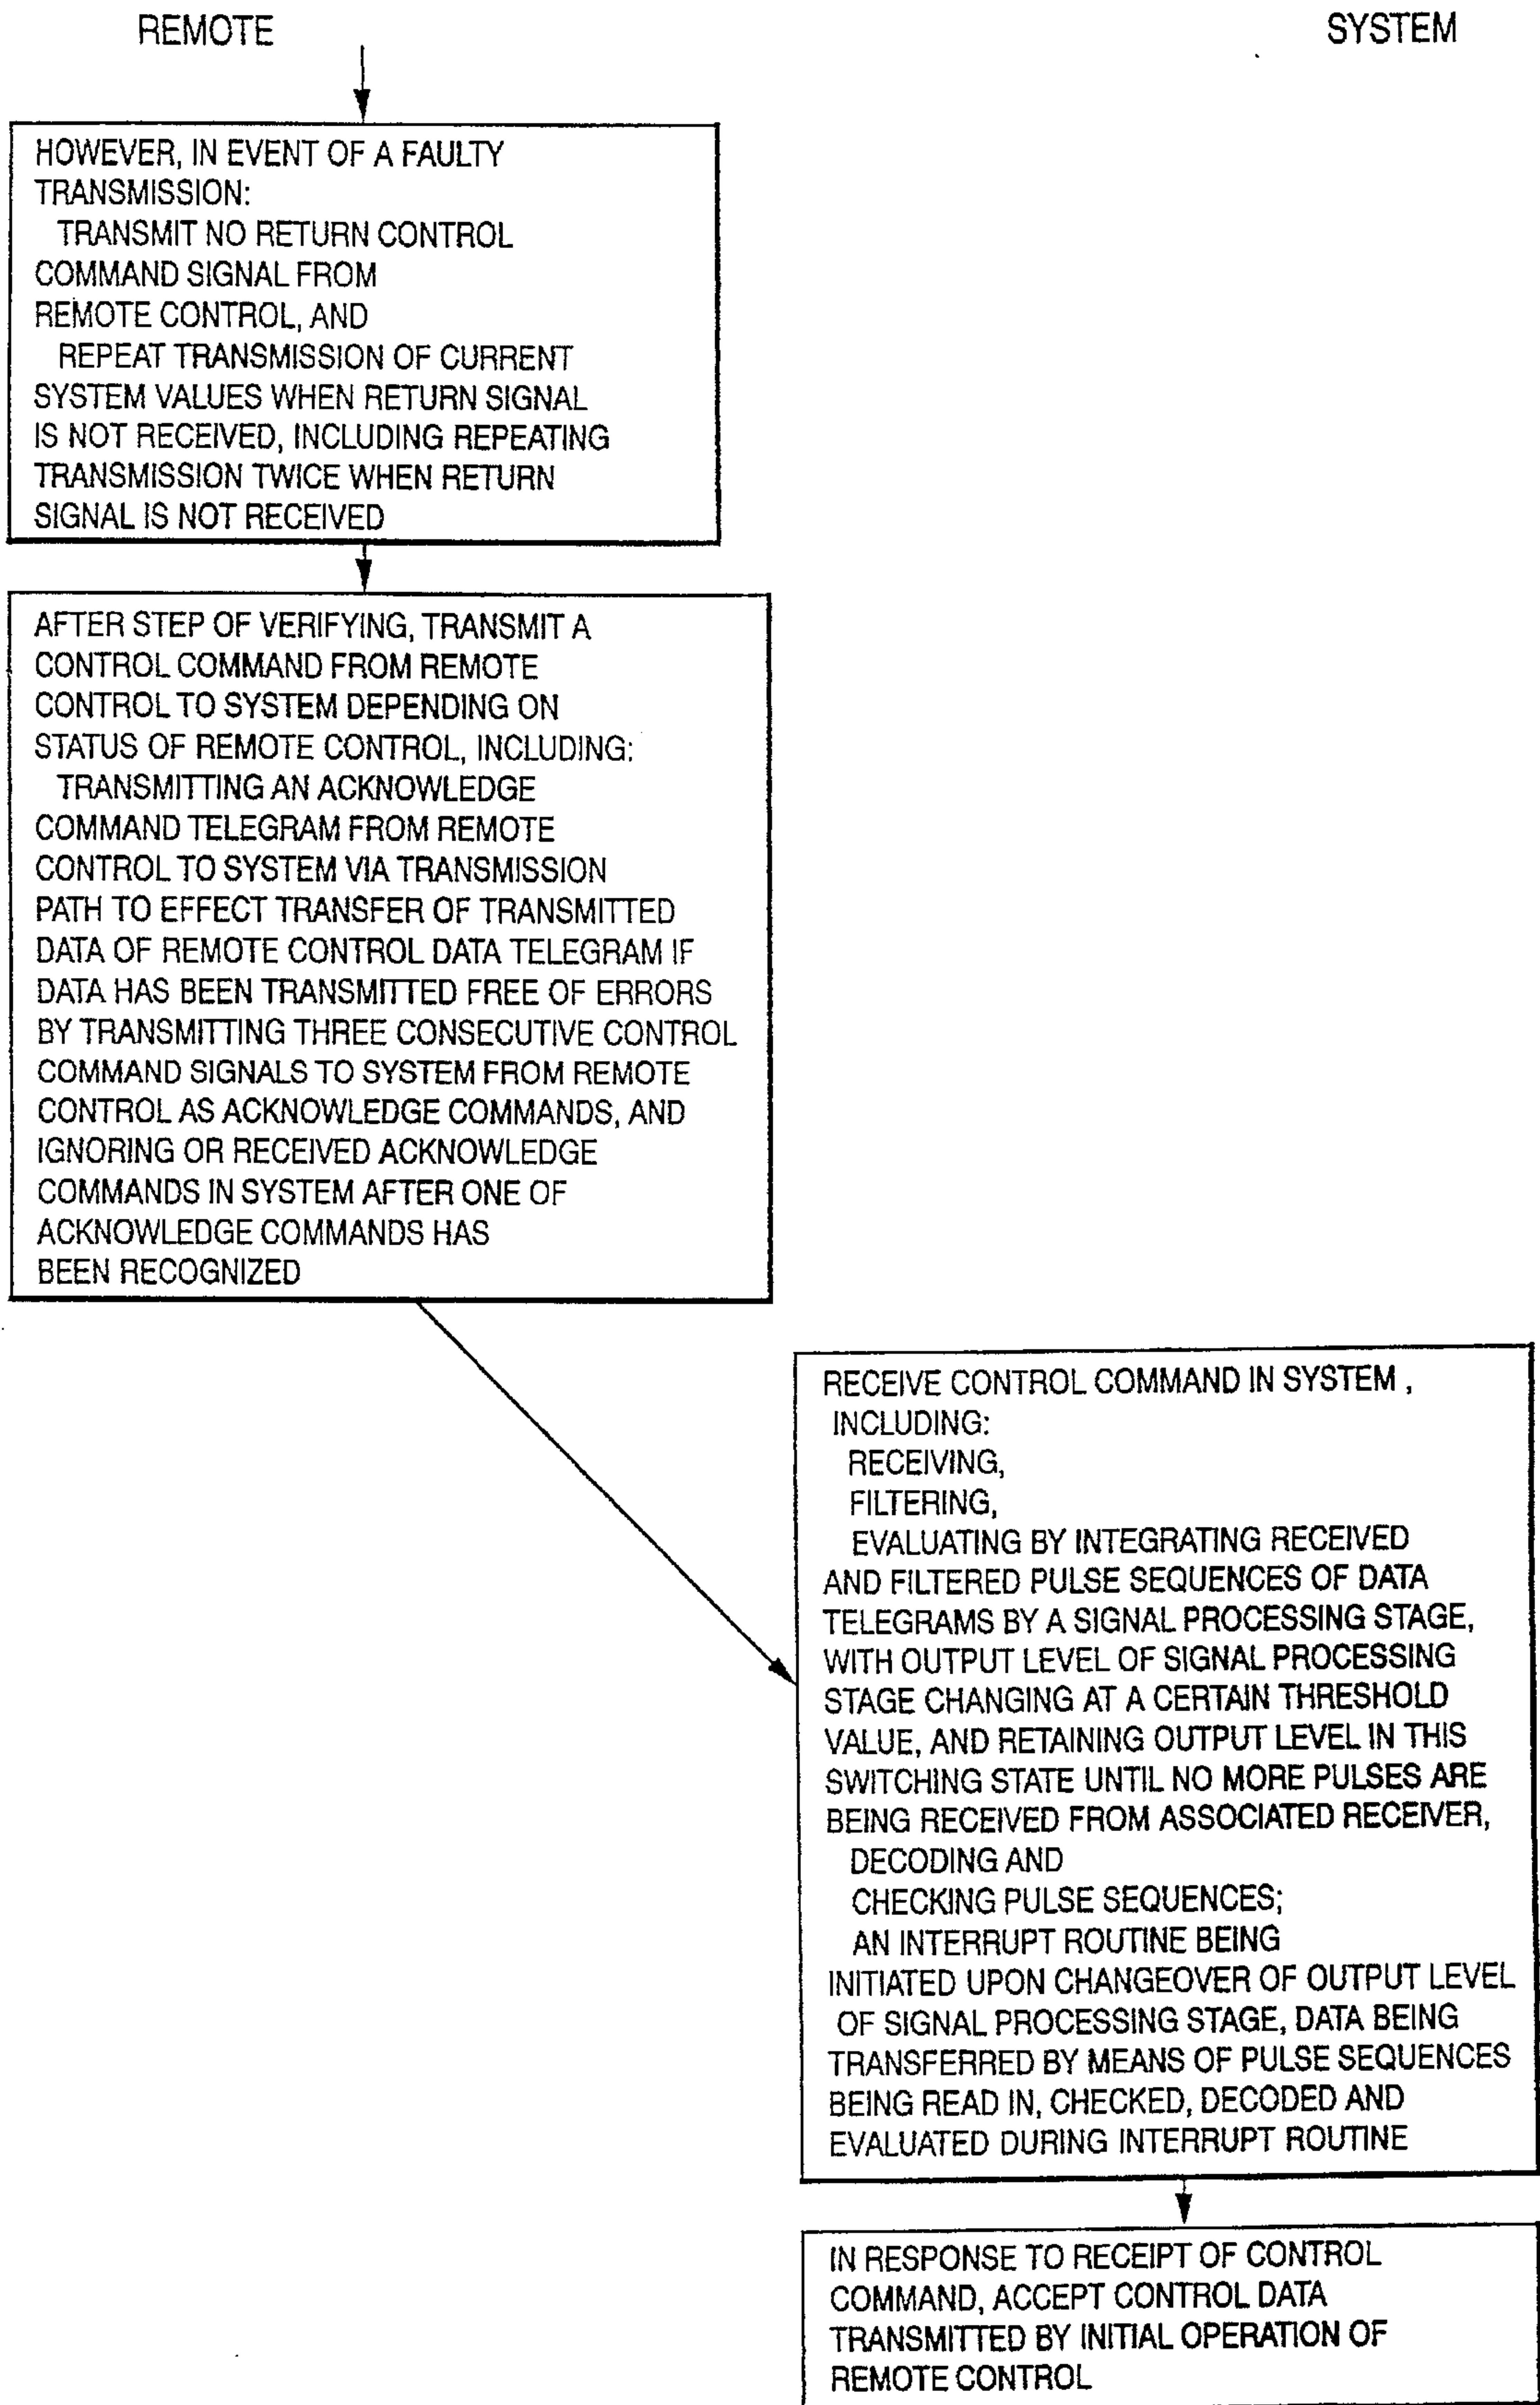 REMOTE
SYSTEM
HOWEVER, IN EVENT OF A FAULTY
TRANSMISSION:
TRANSMIT NO RETURN CONTROL
COMMAND SIGNAL FROM
REMOTE CONTROL, AND
REPEAT TRANSMISSION OF CURRENT
SYSTEM VALUES WHEN RETURN SIGNAL
IS NOT RECEIVED, INCLUDING REPEATING
TRANSMISSION TWICE WHEN RETURN
SIGNAL IS NOT RECEIVED
AFTER STEP OF VERIFYING, TRANSMIT A
CONTROL COMMAND FROM REMOTE
CONTROL TO SYSTEM DEPENDING ON
STATUS OF REMOTE CONTROL, INCLUDING:
TRANSMITTING AN ACKNOWLEDGE
COMMAND TELEGRAM FROM REMOTE
CONTROL TO SYSTEM VIA TRANSMISSION
PATH TO EFFECT TRANSFER OF TRANSMITTED
DATA OF REMOTE CONTROL DATA TELEGRAM IF
DATA HAS BEEN TRANSMITTED FREE OF ERRORS
BY TRANSMITTING THREE CONSECUTIVE CONTROL
COMMAND SIGNALS TO SYSTEM FROM REMOTE
CONTROL AS ACKNOWLEDGE COMMANDS, AND
IGNORING OR RECEIVED ACKNOWLEDGE
COMMANDS IN SYSTEM AFTER ONE OF
ACKNOWLEDGE COMMANDS HAS
BEEN RECOGNIZED
RECEIVE CONTROL COMMAND IN SYSTEM ,
INCLUDING:
RECEIVING,
FILTERING,
EVALUATING BY INTEGRATING RECEIVED
AND FILTERED PULSE SEQUENCES OF DATA
TELEGRAMS BY A SIGNAL PROCESSING STAGE,
WITH OUTPUT LEVEL OF SIGNAL PROCESSING
STAGE CHANGING AT A CERTAIN THRESHOLD
VALUE, AND RETAINING OUTPUT LEVEL IN THIS
SWITCHING STATE UNTIL NO MORE PULSES ARE
BEING RECEIVED FROM ASSOCIATED RECEIVER,
DECODING AND
CHECKING PULSE SEQUENCES;
AN INTERRUPT ROUTINE BEING
INITIATED UPON CHANGEOVER OF OUTPUT LEVEL
OF SIGNAL PROCESSING STAGE, DATA BEING
TRANSFERRED BY MEANS OF PULSE SEQUENCES
BEING READ IN, CHECKED, DECODED AND
EVALUATED DURING INTERRUPT ROUTINE
IN RESPONSE TO RECEIPT OF CONTROL
COMMAND, ACCEPT CONTROL DATA
TRANSMITTED BY INITIAL OPERATION OF
REMOTE CONTROL